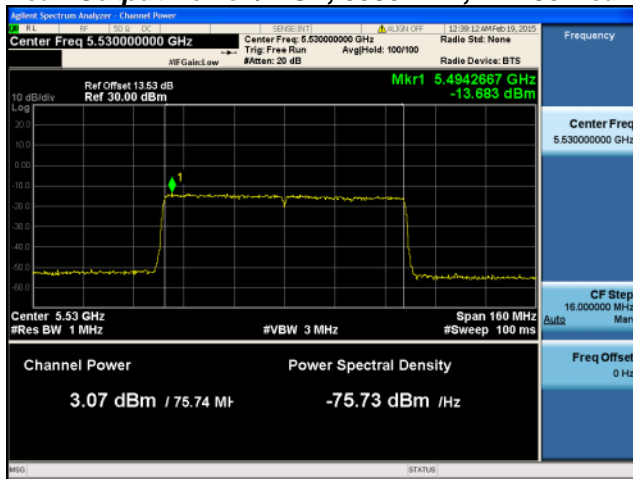 Agilent Spectrum Analyzer - Channel Power
RL RF 50 Ω DC SENSE:INT ALIGN OFF 12:39:12 AM Feb 19, 2015
Center Freq 5.530000000 GHz
Center Freq: 5.530000000 GHz
Radio Std: None
Trig: Free Run Avg|Hold: 100/100
#IFGain:Low #Atten: 20 dB Radio Device: BTS
Ref Offset 13.53 dB
10 dB/div Ref 30.00 dBm
Mkr1 5.4942667 GHz
-13.683 dBm
Log
20.0
10.0
0.00
-10.0
-20.0
-30.0
-40.0
-50.0
-60.0
1
Center 5.53 GHz Span 160 MHz
#Res BW 1 MHz #VBW 3 MHz #Sweep 100 ms
Channel Power Power Spectral Density
3.07 dBm / 75.74 MH -75.73 dBm /Hz
MSG STATUS
Frequency
Center Freq
5.530000000 GHz
CF Step
16.000000 MHz
Auto Man
Freq Offset
0 Hz